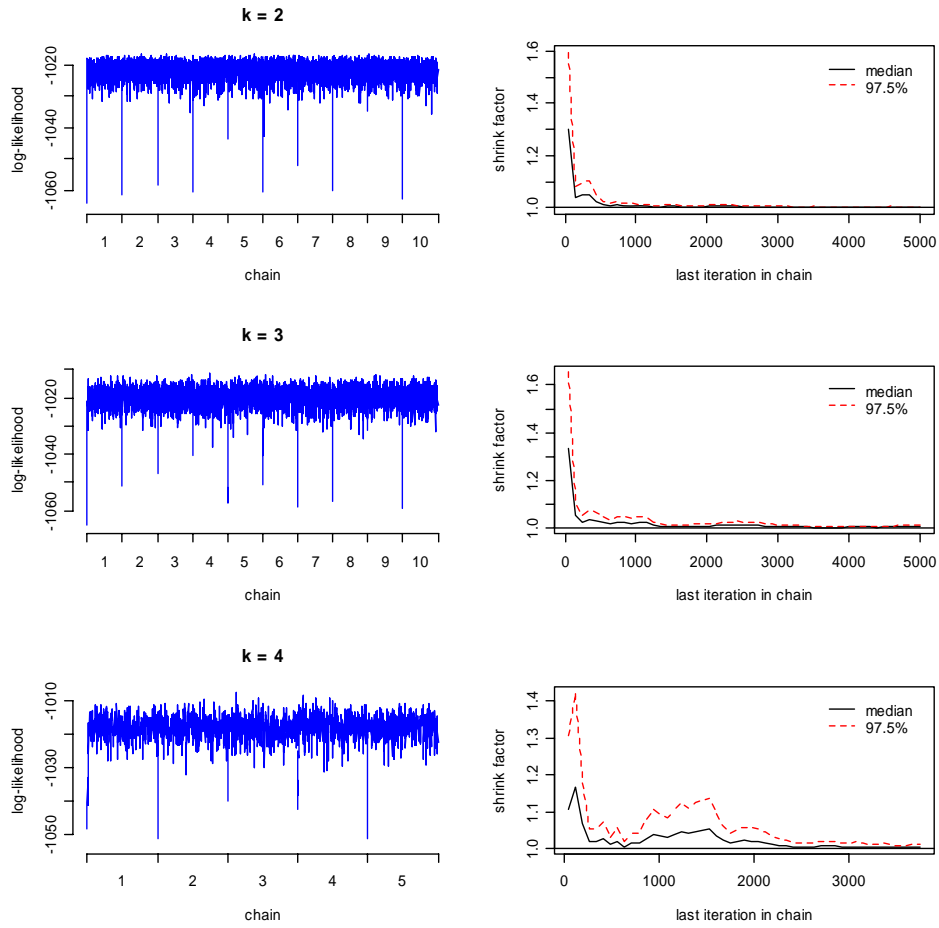 k = 2
log-likelihood
-1020
-1040
-1060
1 2 3 4 5 6 7 8 9 10
chain
shrink factor
1.6
1.4
1.2
1.1
1.0
median
97.5%
0 1000 2000 3000 4000 5000
last iteration in chain
k = 3
log-likelihood
-1020
-1040
-1060
1 2 3 4 5 6 7 8 9 10
chain
shrink factor
1.6
1.4
1.2
1.0
median
97.5%
0 1000 2000 3000 4000 5000
last iteration in chain
k = 4
log-likelihood
-1010
-1030
-1050
1 2 3 4 5
chain
shrink factor
1.4
1.3
1.2
1.1
1.0
median
97.5%
0 1000 2000 3000
last iteration in chain